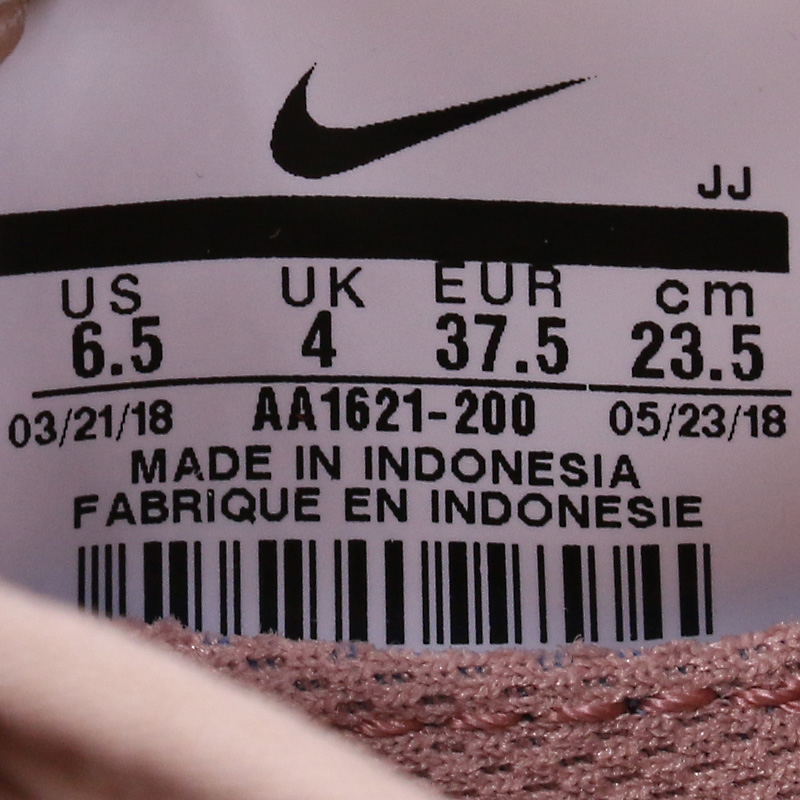 JJ
US UK EUR cm
6.5 4 37.5 23.5
03/21/18 AA1621-200 05/23/18
MADE IN INDONESIA
FABRIQUE EN INDONESIE